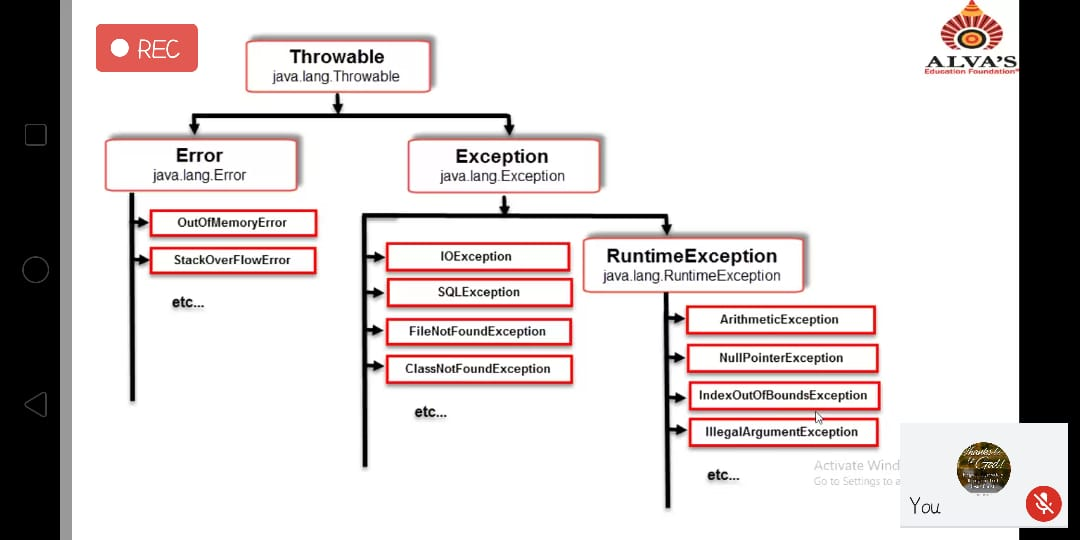 REC
Throwable
java.lang.Throwable
ALVA'S
Education Foundation
Error
java.lang.Error
Exception
java.lang.Exception
OutOfMemoryError
StackOverFlowError
etc...
IOException
SQLException
FileNotFoundException
ClassNotFoundException
etc...
RuntimeException
java.lang.RuntimeException
ArithmeticException
NullPointerException
IndexOutOfBoundsException
IllegalArgumentException
etc...
Activate Wind
Go to Settings to a
Thanks
God!
You